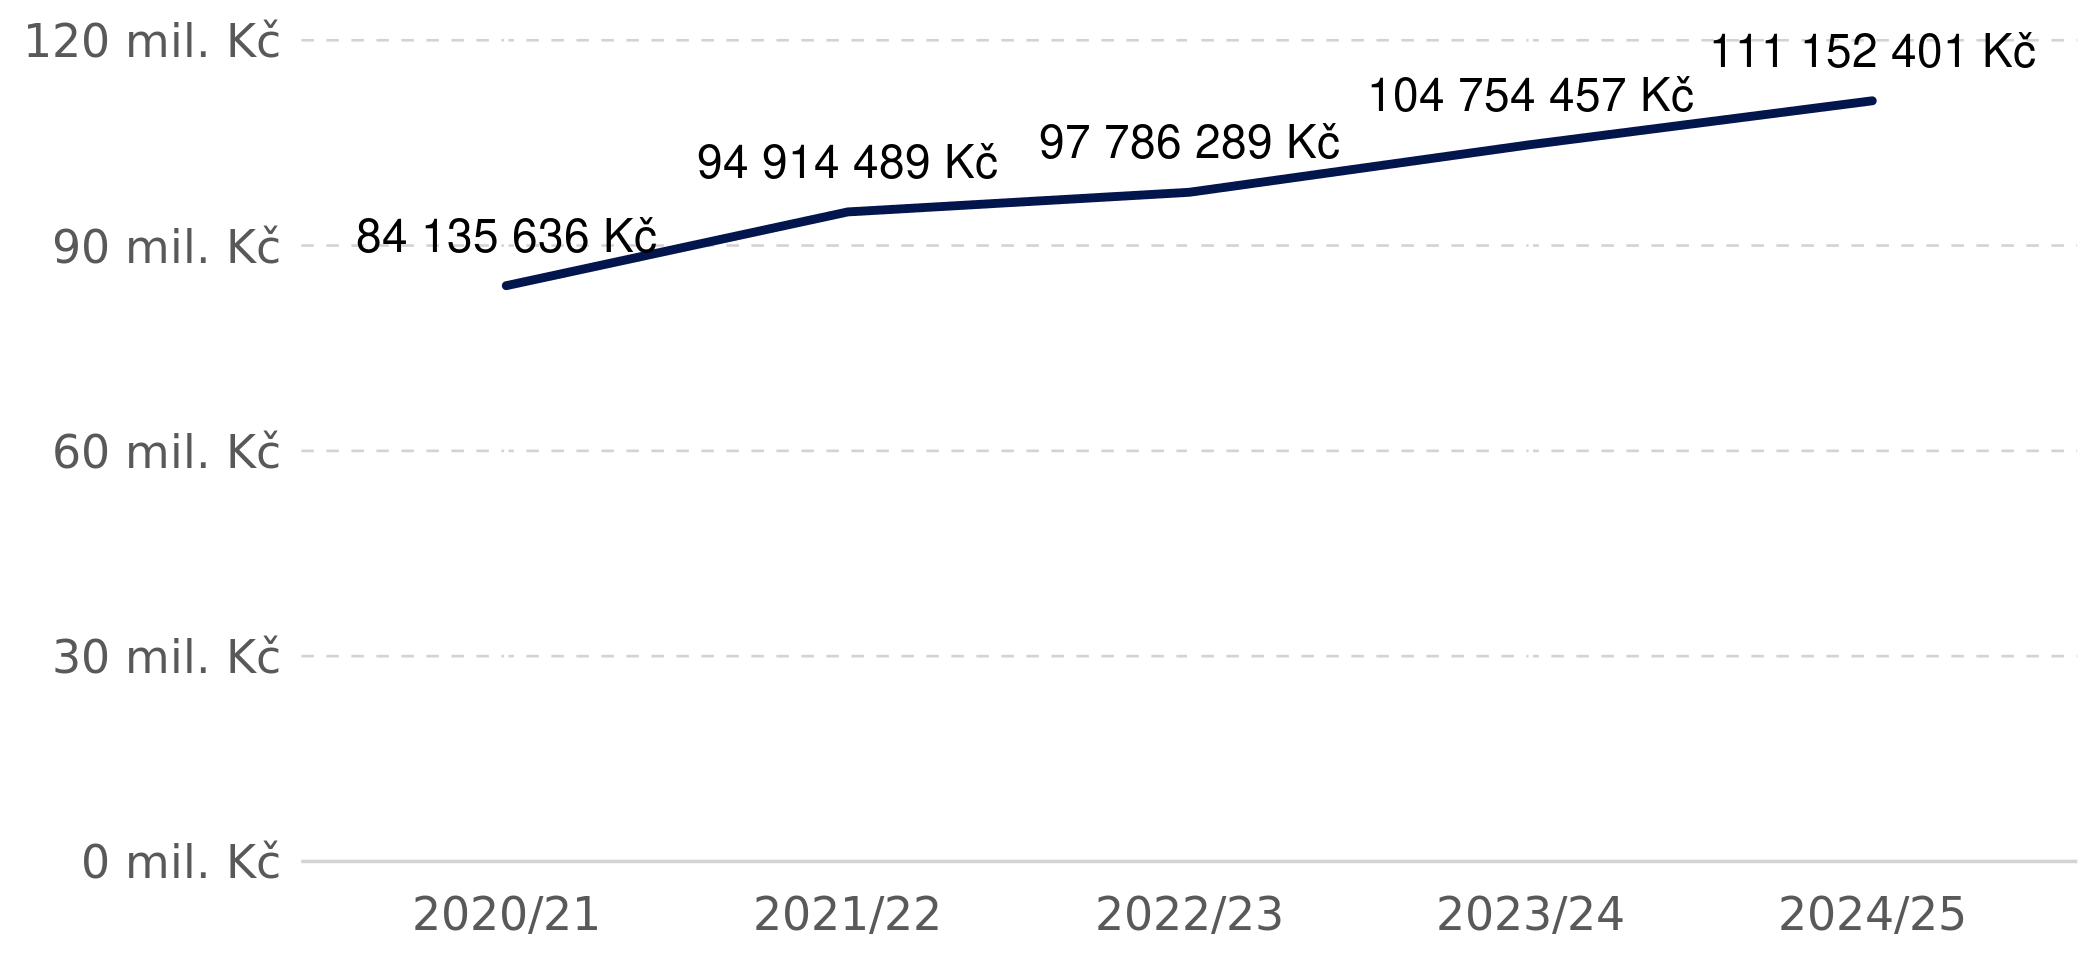 120 mil. Kč
111 152 401 Kč
104 754 457 Kč
97 786 289 Kč
94 914 489 Kč
84 135 636 Kč
90 mil. Kč
60 mil. Kč
30 mil. Kč
0 mil. Kč
2020/21 2021/22 2022/23 2023/24 2024/25